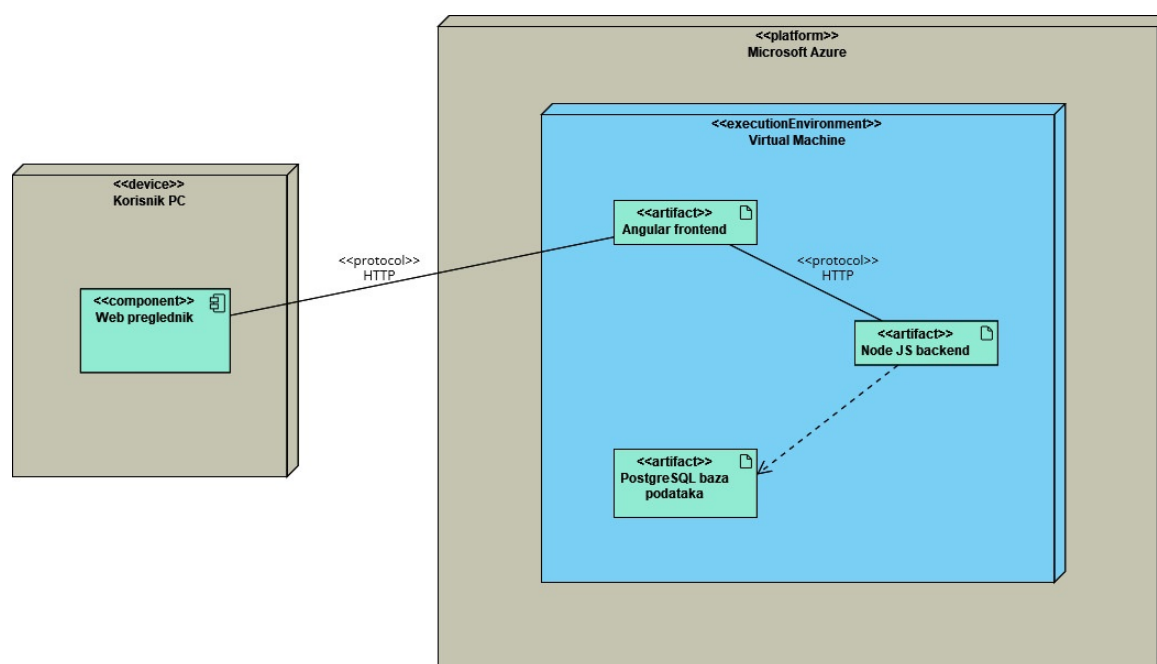 <<platform>>
Microsoft Azure
<<executionEnvironment>>
Virtual Machine
<<device>>
Korisnik PC
<<artifact>>
Angular frontend
<<protocol>>
HTTP
<<protocol>>
HTTP
<<component>>
Web preglednik
<<artifact>>
Node JS backend
<<artifact>>
PostgreSQL baza
podataka